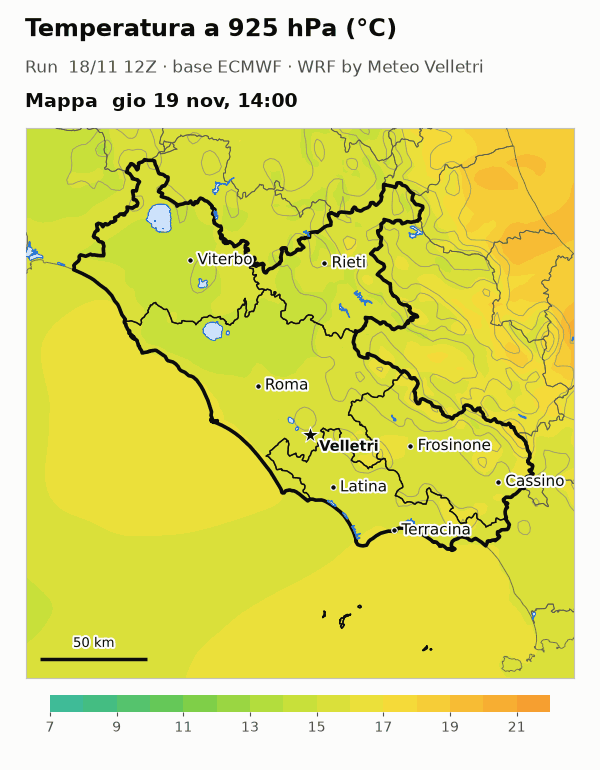 Temperatura a 925 hPa (°C)
Run  18/11 12Z · base ECMWF · WRF by Meteo Velletri
Mappa  gio 19 nov, 14:00
Viterbo
Rieti
Roma
Velletri
Frosinone
Latina
Cassino
Terracina
50 km
7 9 11 13 15 17 19 21